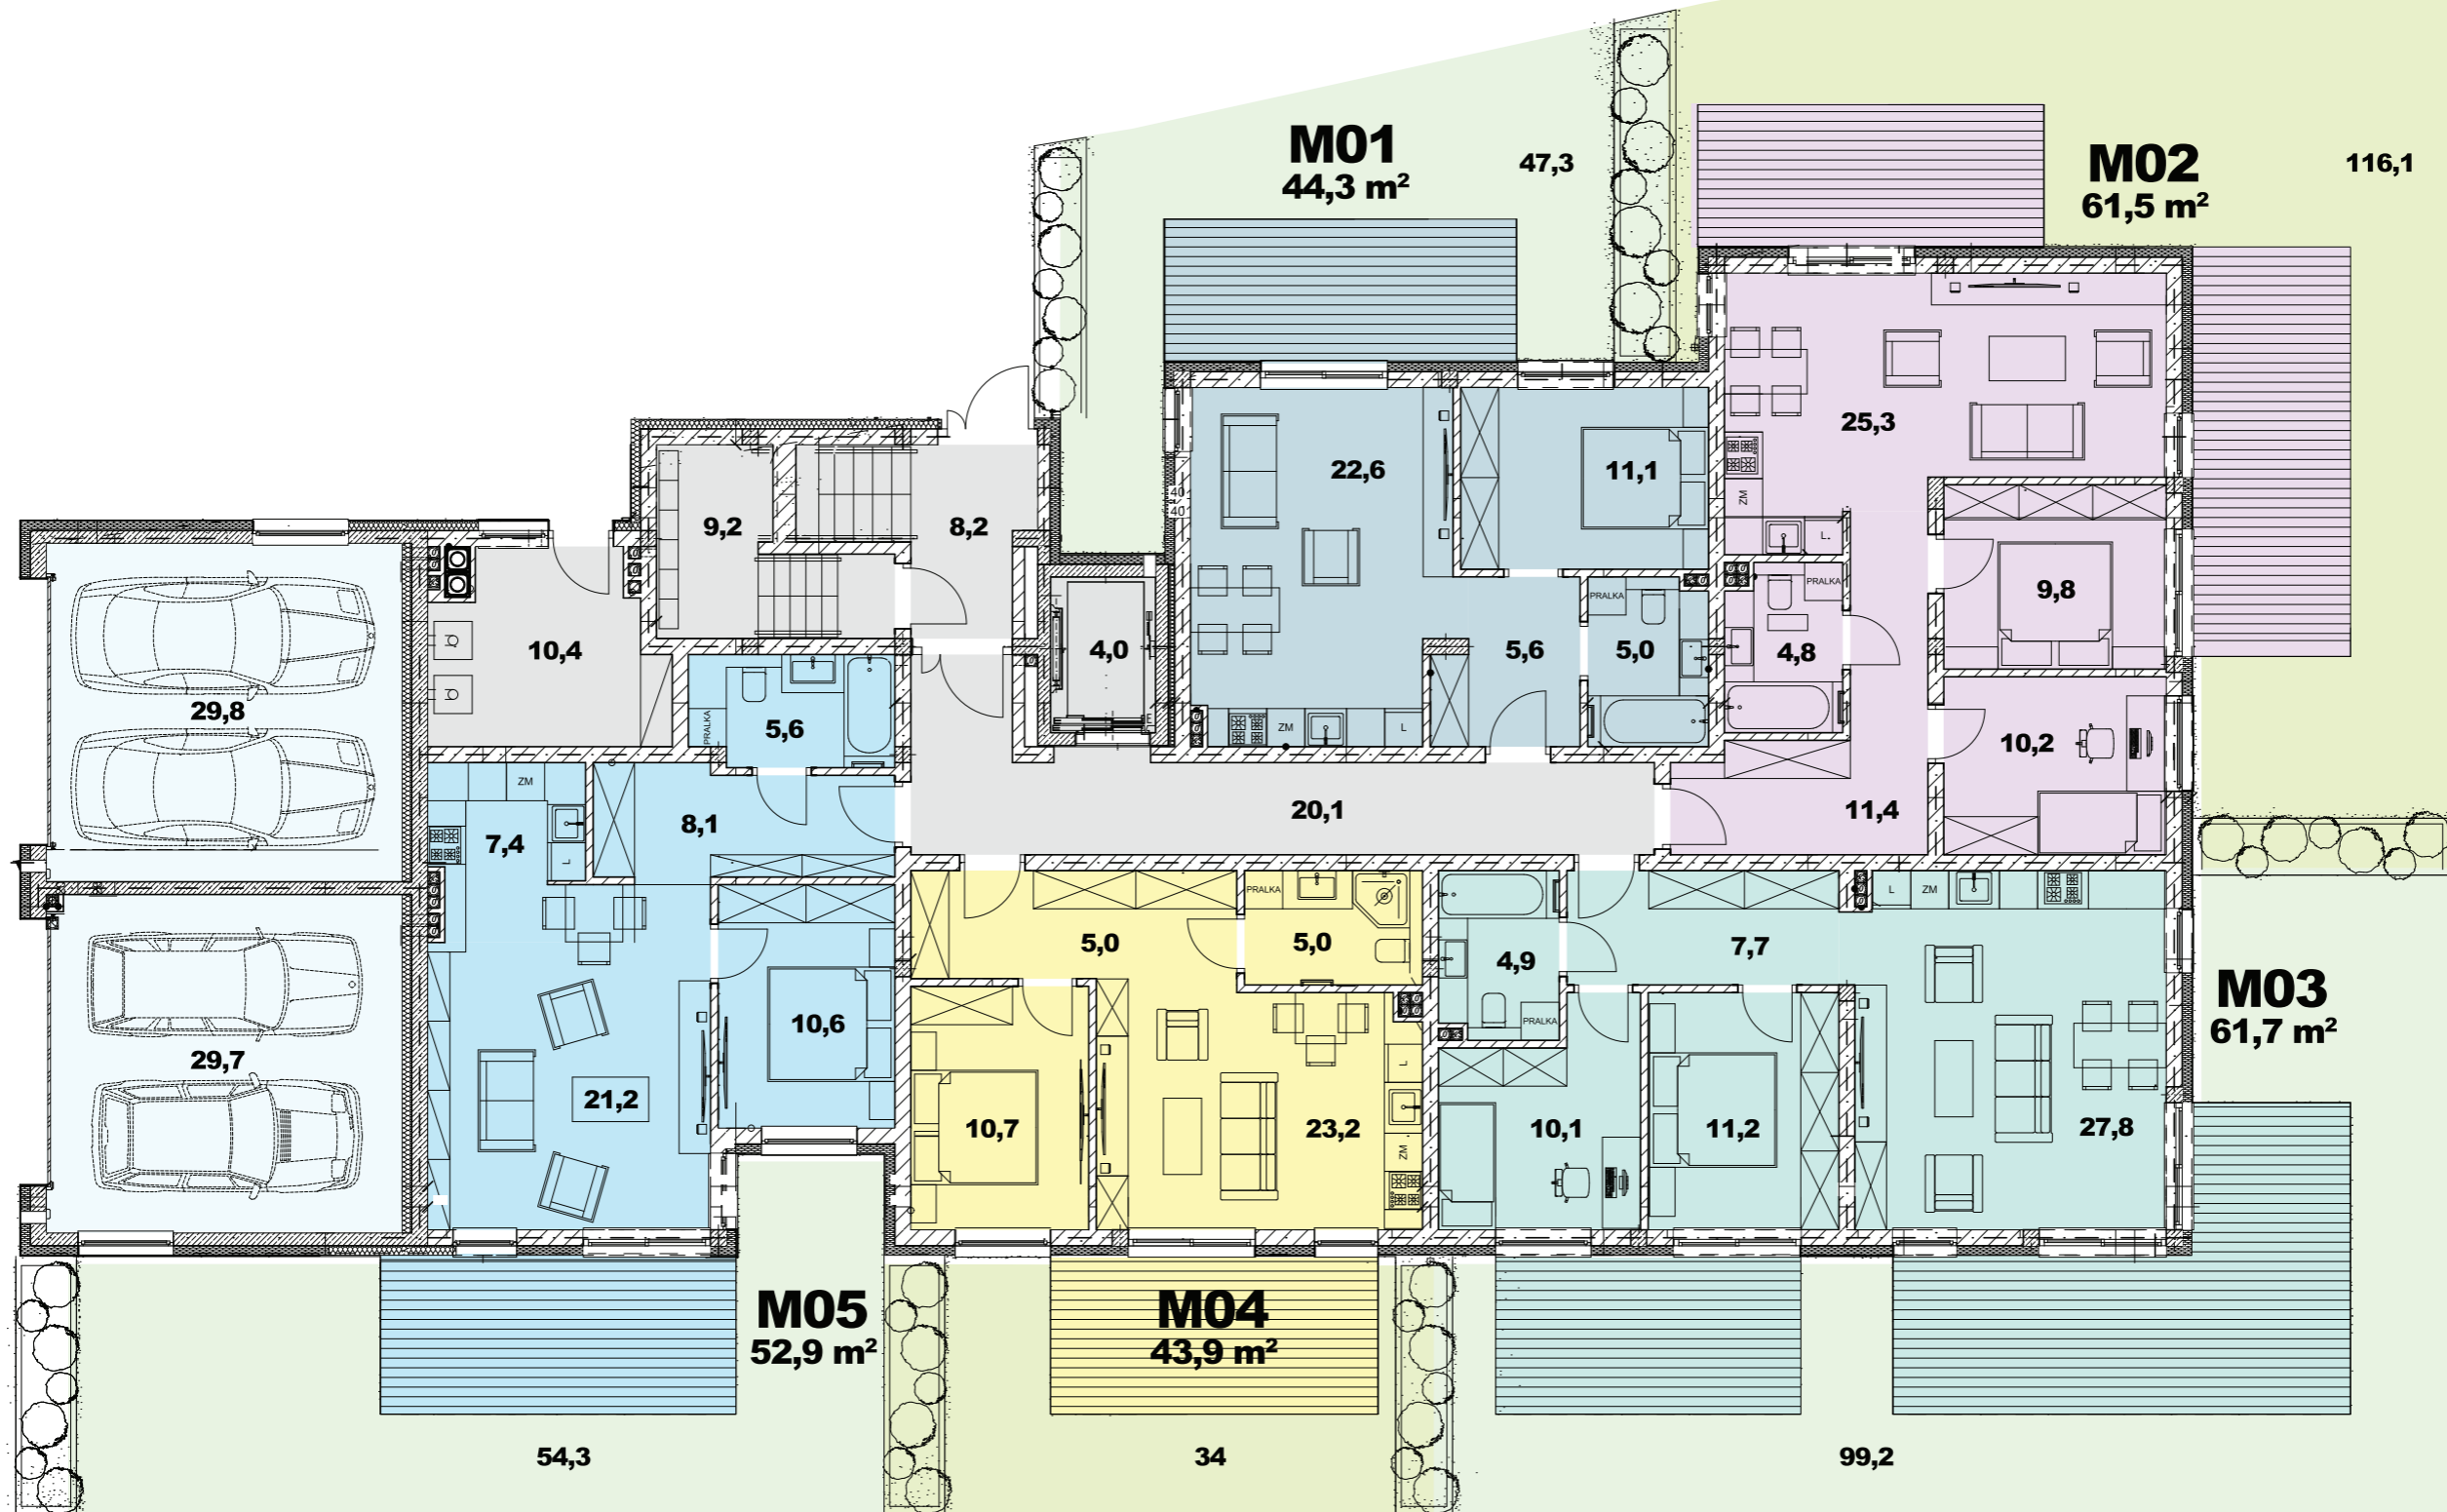 M01
44,3 m²
47,3
M02
61,5 m²
116,1
22,6
11,1
25,3
40
40
9,2
8,2
ZM
L
PRALKA
9,8
PRALKA
10,4
4,0
5,6
5,0
4,8
29,8
PRALKA
5,6
ZM
L
E
10,2
ZM
7,4
8,1
20,1
11,4
L
PRALKA
L
ZM
5,0
5,0
4,9
7,7
M03
61,7 m²
10,6
PRALKA
29,7
L
21,2
10,7
23,2
10,1
11,2
27,8
ZM
M05
52,9 m²
M04
43,9 m²
54,3
34
99,2